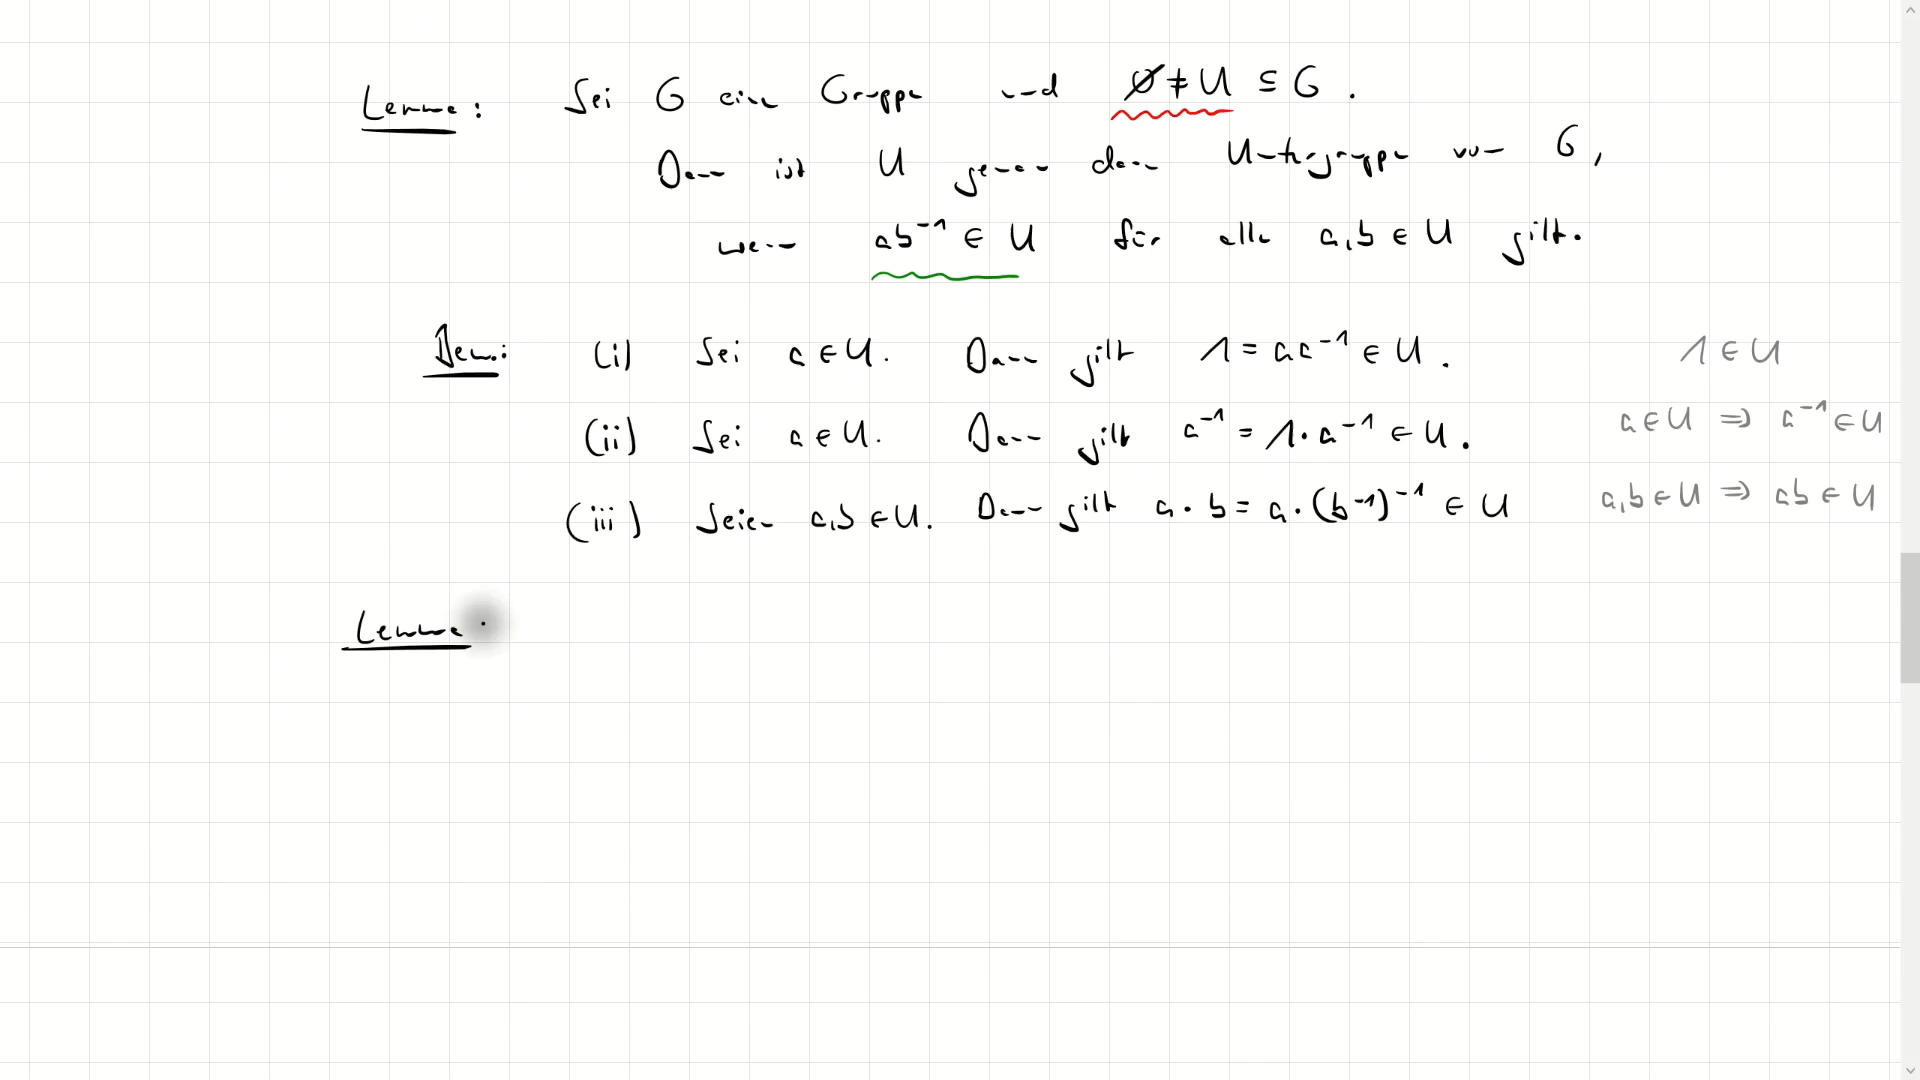 Lemma: Sei G eine Gruppe und ∅ ≠ U ⊆ G.
Dann ist U genau dann Untergruppe von G,
wenn ab⁻¹ ∈ U für alle a,b ∈ U gilt.
Bew.: (i) Sei a ∈ U. Dann gilt 1 = aa⁻¹ ∈ U. 1 ∈ U
(ii) Sei a ∈ U. Dann gilt a⁻¹ = 1·a⁻¹ ∈ U. a ∈ U ⇒ a⁻¹ ∈ U
(iii) Seien a,b ∈ U. Dann gilt a·b = a·(b⁻¹)⁻¹ ∈ U a,b ∈ U ⇒ ab ∈ U
Lemma